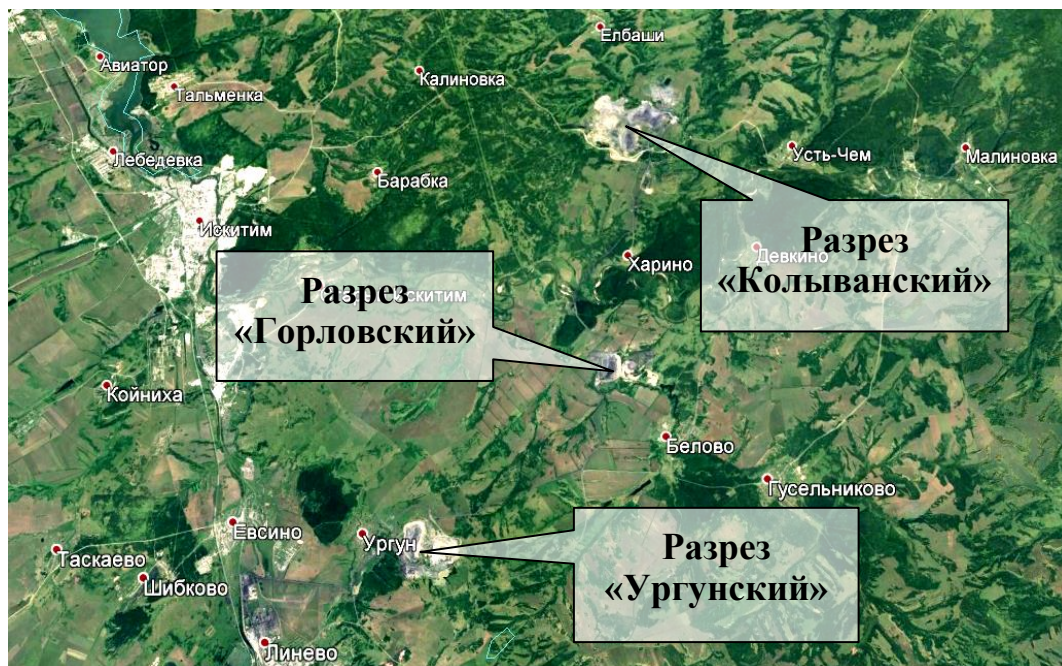 Елбаши
Авиатор
Калиновка
Тальменка
Лебедевка
Усть-Чем
Малиновка
Барабка
Искитим
Разрез
«Колыванский»
Девкино
Харино
Разрез
«Горловский»
Искитим
Койниха
Белово
Гусельниково
Евсино
Ургун
Разрез
«Ургунский»
Таскаево
Шибково
Линево